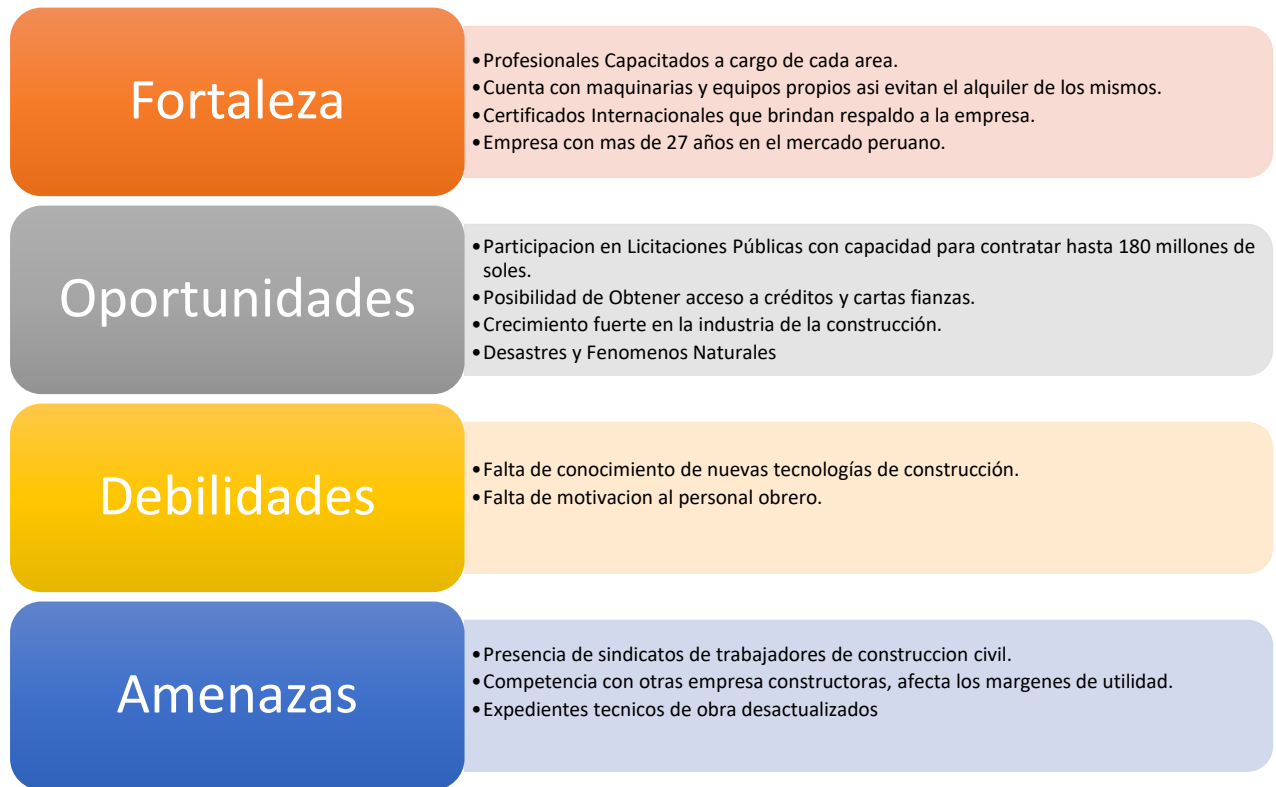 Fortaleza
•Profesionales Capacitados a cargo de cada area.
•Cuenta con maquinarias y equipos propios asi evitan el alquiler de los mismos.
•Certificados Internacionales que brindan respaldo a la empresa.
•Empresa con mas de 27 años en el mercado peruano.
Oportunidades
•Participacion en Licitaciones Públicas con capacidad para contratar hasta 180 millones de
soles.
•Posibilidad de Obtener acceso a créditos y cartas fianzas.
•Crecimiento fuerte en la industria de la construcción.
•Desastres y Fenomenos Naturales
Debilidades
•Falta de conocimiento de nuevas tecnologías de construcción.
•Falta de motivacion al personal obrero.
Amenazas
•Presencia de sindicatos de trabajadores de construccion civil.
•Competencia con otras empresa constructoras, afecta los margenes de utilidad.
•Expedientes tecnicos de obra desactualizados